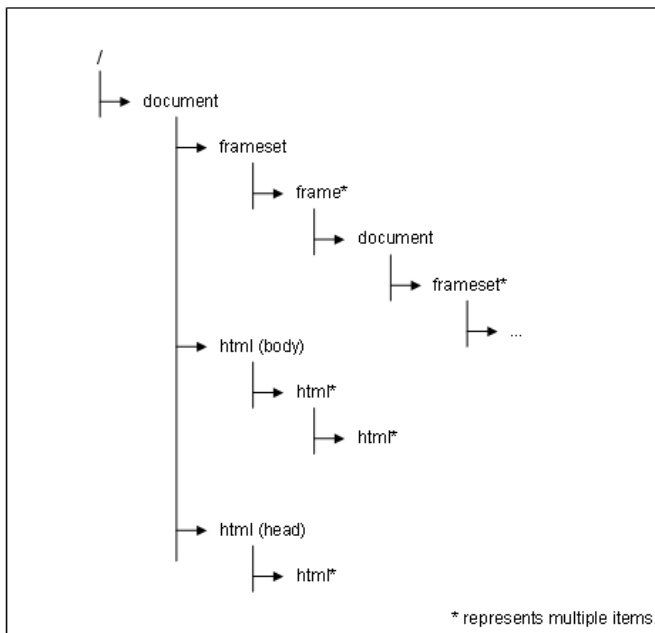 /
document
frameset
frame*
document
frameset*
...
html (body)
html*
html*
html (head)
html*
* represents multiple items.